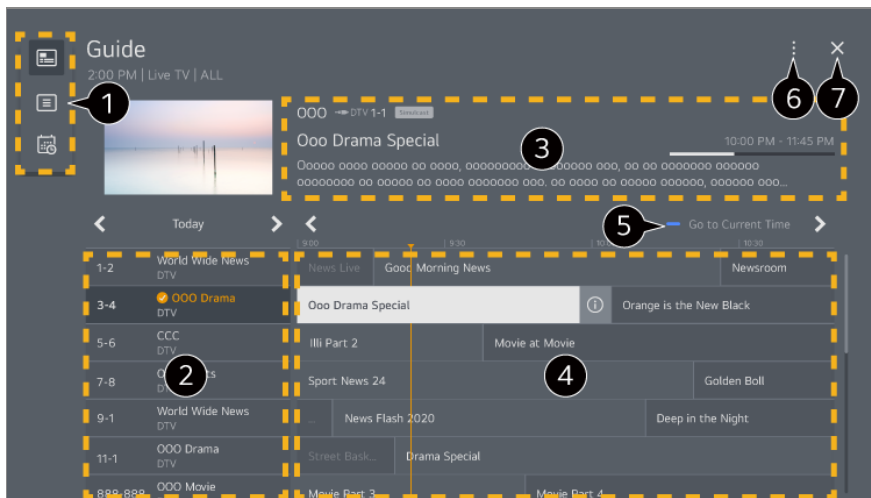 Guide
2:00 PM | Live TV | ALL
1
6
7
OOO DTV 1-1 Simulcast
Ooo Drama Special
10:00 PM - 11:45 PM
3
Ooooo oooo ooooo oo oooo, ooo, oo oo ooooooo oooooo
oooooooo oo ooooo oo oooo ooooooo ooo. oo oooo oo ooooo oooooo, oooooo ooo...
Today
5
Go to Current Time
9:00
9:30
10:30
1-2 World Wide News
DTV
News Live
Good Morning News
Newsroom
3-4 OOO Drama
DTV
Ooo Drama Special
Orange is the New Black
5-6 CCC
DTV
Illi Part 2
Movie at Movie
7-8
DTV
2
Sport News 24
4
Golden Boll
9-1 World Wide News
DTV
...
News Flash 2020
Deep in the Night
11-1 OOO Drama
DTV
Street Bask...
Drama Special
888-888 OOO Movie
Movie Part 3
Movie Part 4